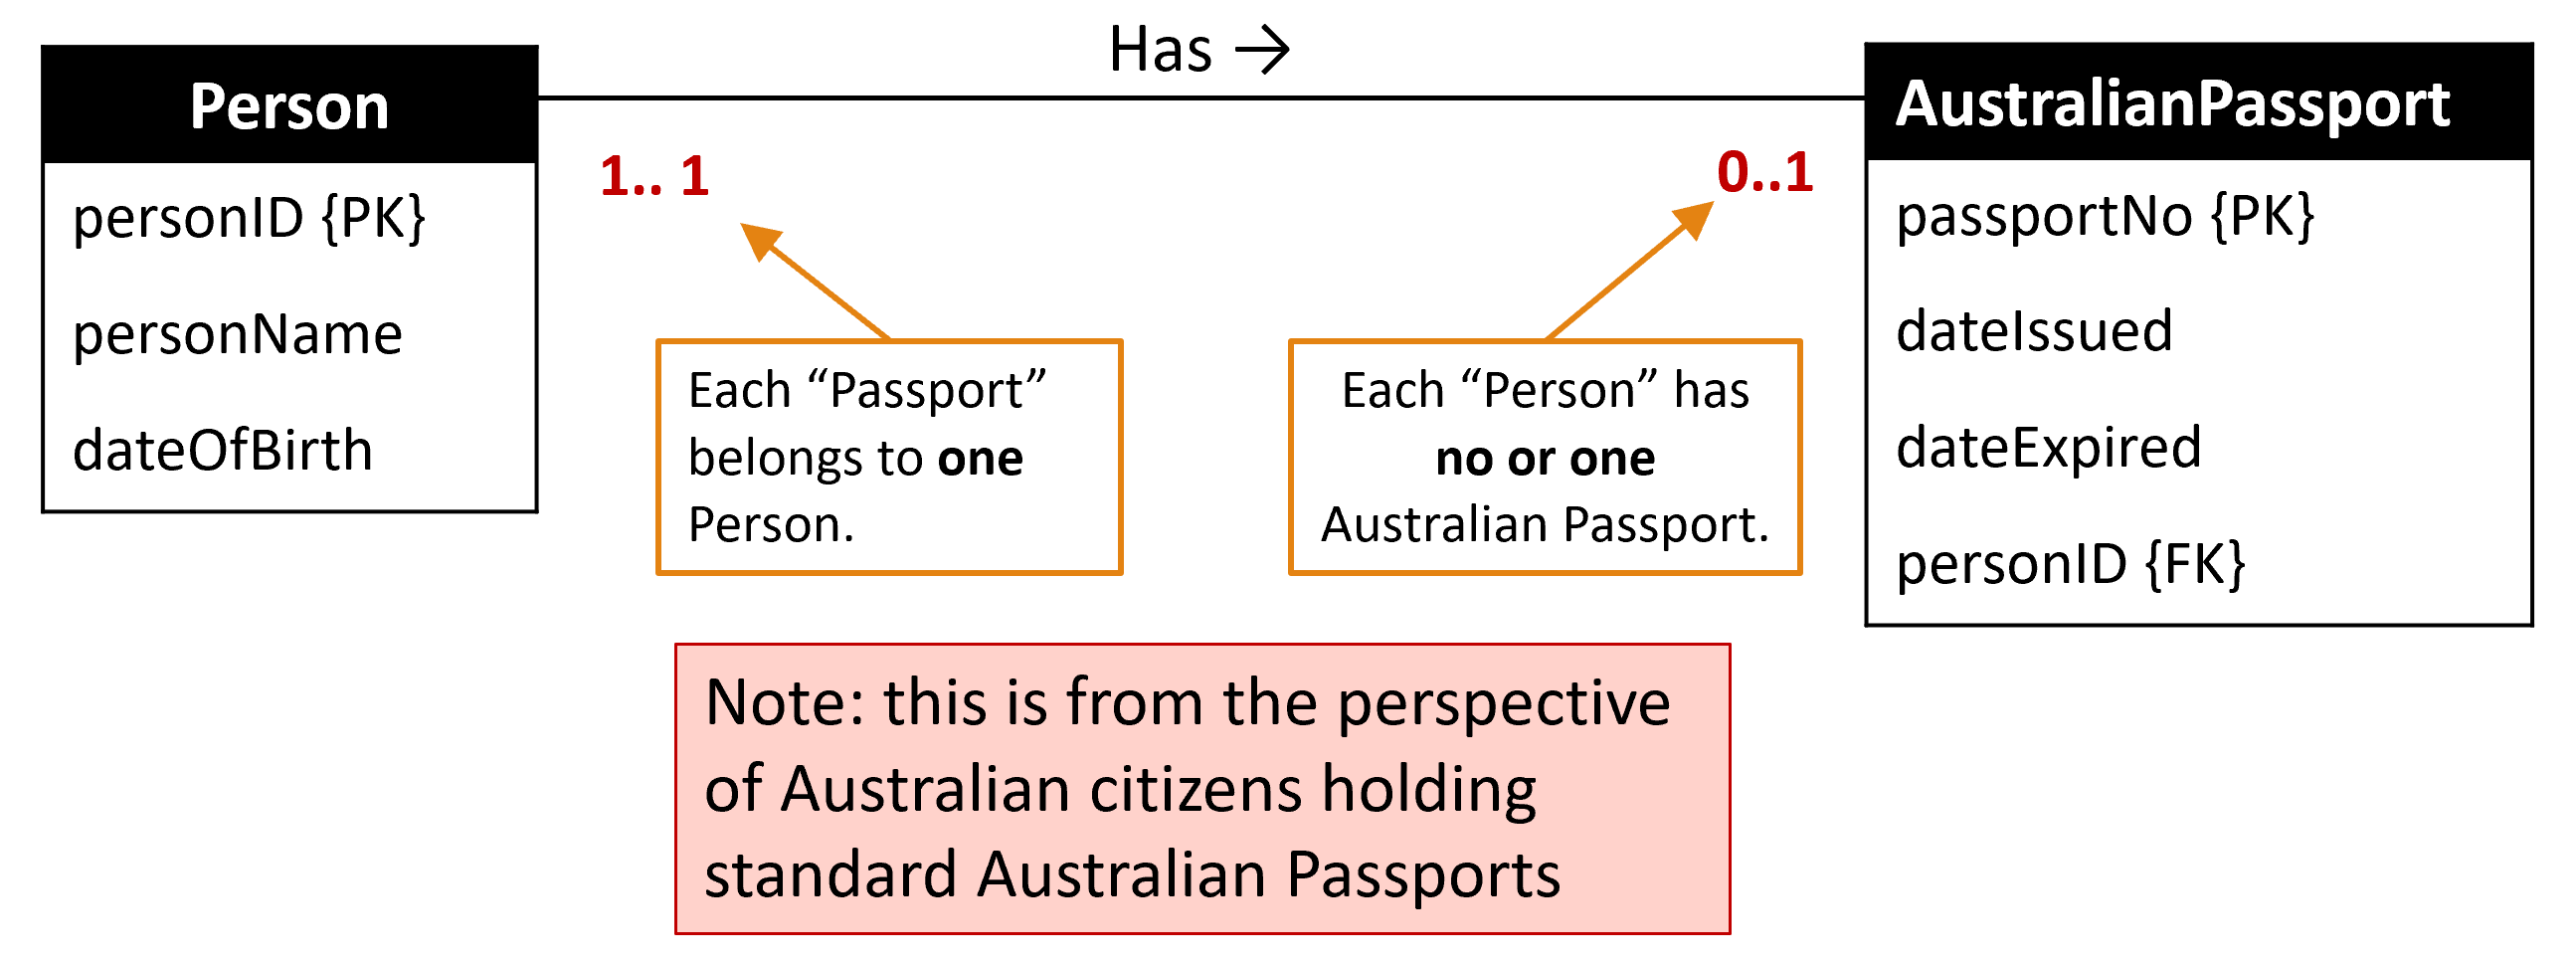 Has →
Person
personID {PK}
personName
dateOfBirth
1.. 1
0..1
AustralianPassport
passportNo {PK}
dateIssued
dateExpired
personID {FK}
Each “Passport”
belongs to one
Person.
Each “Person” has
no or one
Australian Passport.
Note: this is from the perspective
of Australian citizens holding
standard Australian Passports